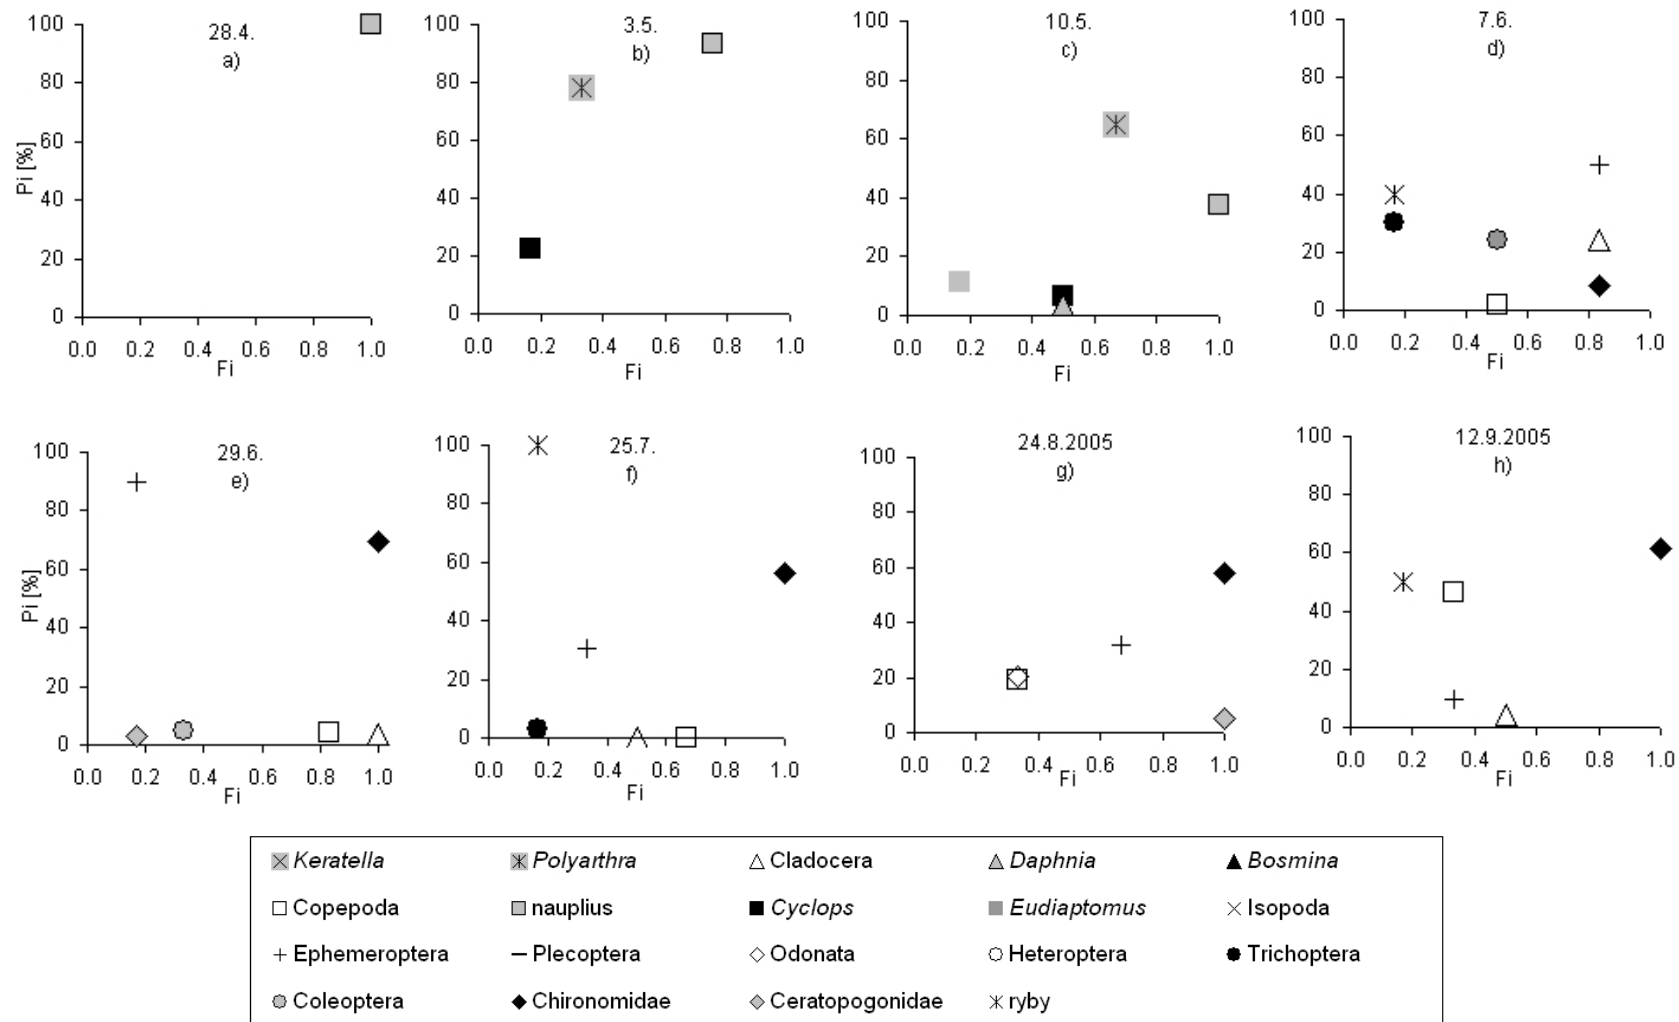 28.4.
a)
Pi [%]
100
80
60
40
20
0
0.0 0.2 0.4 0.6 0.8 1.0
Fi
3.5.
b)
100
80
60
40
20
0
0.0 0.2 0.4 0.6 0.8 1.0
Fi
10.5.
c)
100
80
60
40
20
0
0.0 0.2 0.4 0.6 0.8 1.0
Fi
7.6.
d)
100
80
60
40
20
0
0.0 0.2 0.4 0.6 0.8 1.0
Fi
29.6.
e)
Pi [%]
100
80
60
40
20
0
0.0 0.2 0.4 0.6 0.8 1.0
Fi
25.7.
f)
100
80
60
40
20
0
0.0 0.2 0.4 0.6 0.8 1.0
Fi
24.8.2005
g)
100
80
60
40
20
0
0.0 0.2 0.4 0.6 0.8 1.0
Fi
12.9.2005
h)
100
80
60
40
20
0
0.0 0.2 0.4 0.6 0.8 1.0
Fi
Keratella Polyarthra Cladocera Daphnia Bosmina
Copepoda nauplius Cyclops Eudiaptomus Isopoda
Ephemeroptera Plecoptera Odonata Heteroptera Trichoptera
Coleoptera Chironomidae Ceratopogonidae ryby